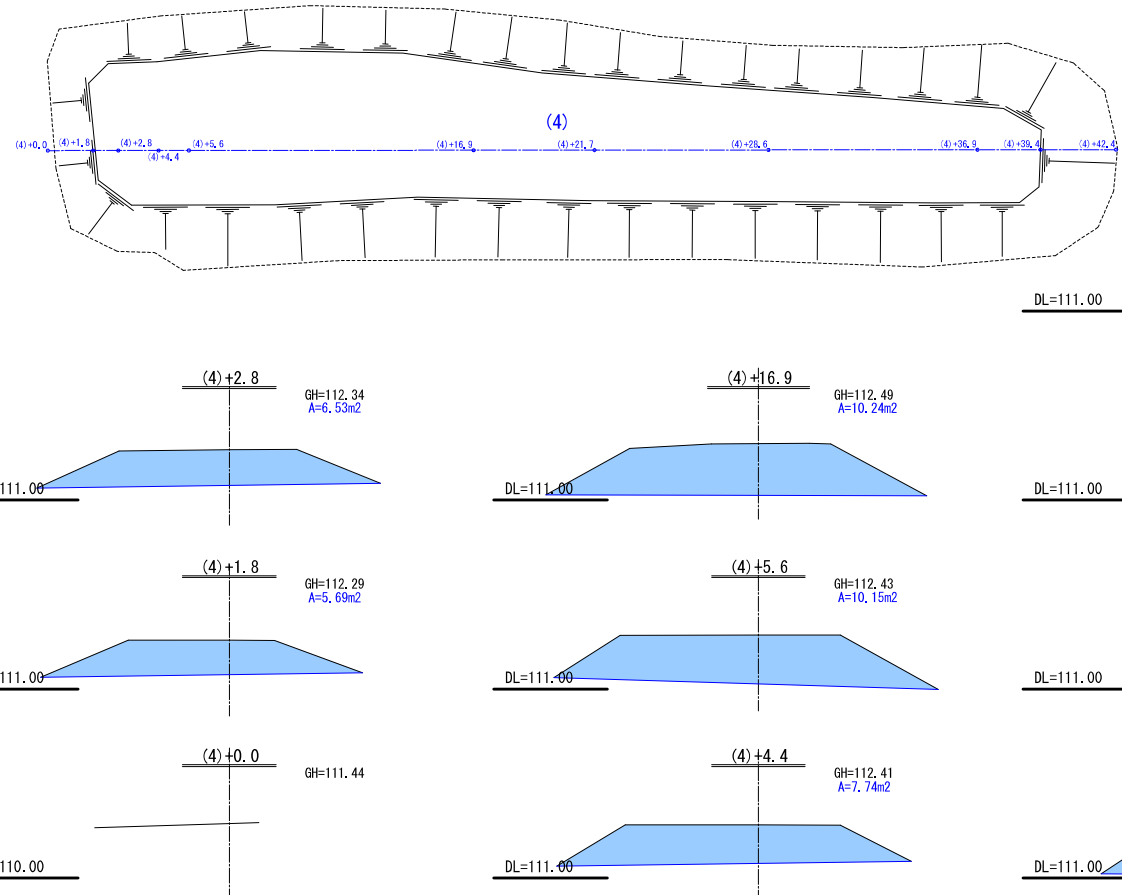 (4)
(4)+0.0
(4)+1.8
(4)+2.8
(4)+4.4
(4)+5.6
(4)+16.9
(4)+21.7
(4)+28.6
(4)+36.9
(4)+39.4
(4)+42.4
DL=111.00
(4)+2.8
GH=112.34
A=6.53m2
111.00
(4)+16.9
GH=112.49
A=10.24m2
DL=111.00
DL=111.00
(4)+1.8
GH=112.29
A=5.69m2
111.00
(4)+5.6
GH=112.43
A=10.15m2
DL=111.00
DL=111.00
(4)+0.0
GH=111.44
110.00
(4)+4.4
GH=112.41
A=7.74m2
DL=111.00
DL=111.00